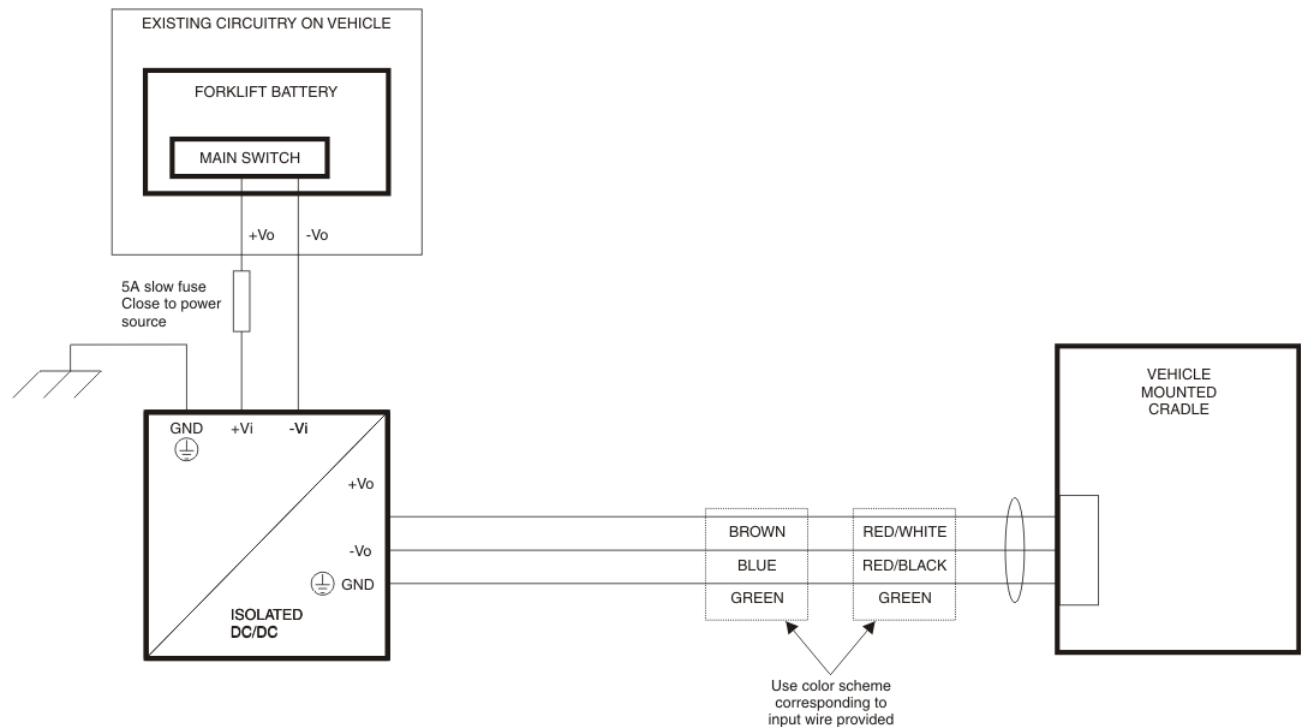 EXISTING CIRCUITRY ON VEHICLE
FORKLIFT BATTERY
MAIN SWITCH
+Vo
-Vo
5A slow fuse
Close to power
source
GND
+Vi
-Vi
+Vo
-Vo
GND
ISOLATED
DC/DC
BROWN
BLUE
GREEN
RED/WHITE
RED/BLACK
GREEN
Use color scheme
corresponding to
input wire provided
VEHICLE
MOUNTED
CRADLE